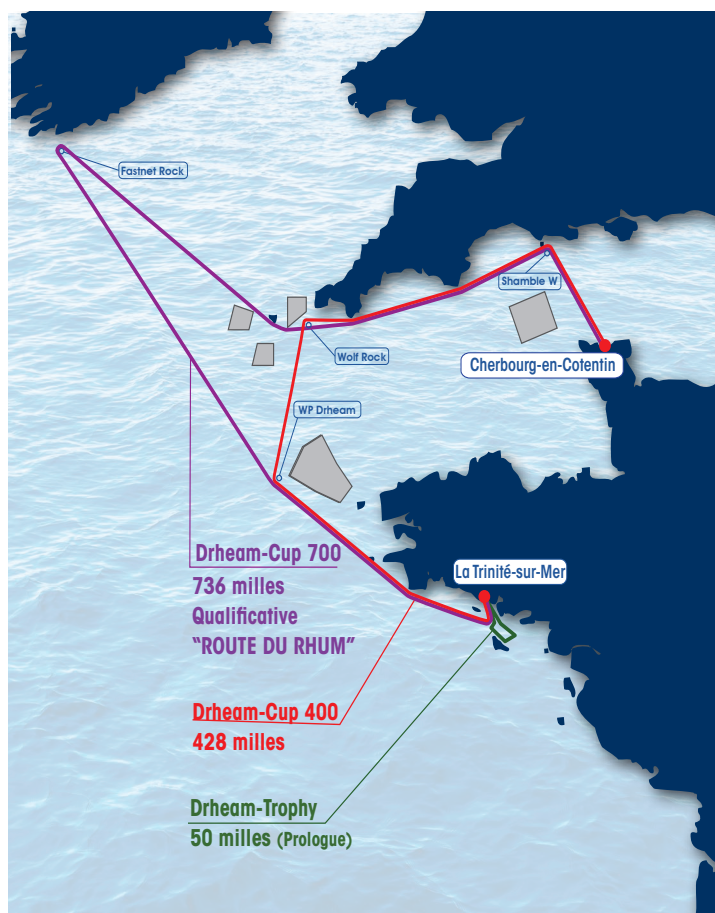 Fastnet Rock
Shamble W
Wolf Rock
Cherbourg-en-Cotentin
WP Drheam
Drheam-Cup 700
736 milles
Qualificative
“ROUTE DU RHUM”
La Trinité-sur-Mer
Drheam-Cup 400
428 milles
Drheam-Trophy
50 milles (Prologue)